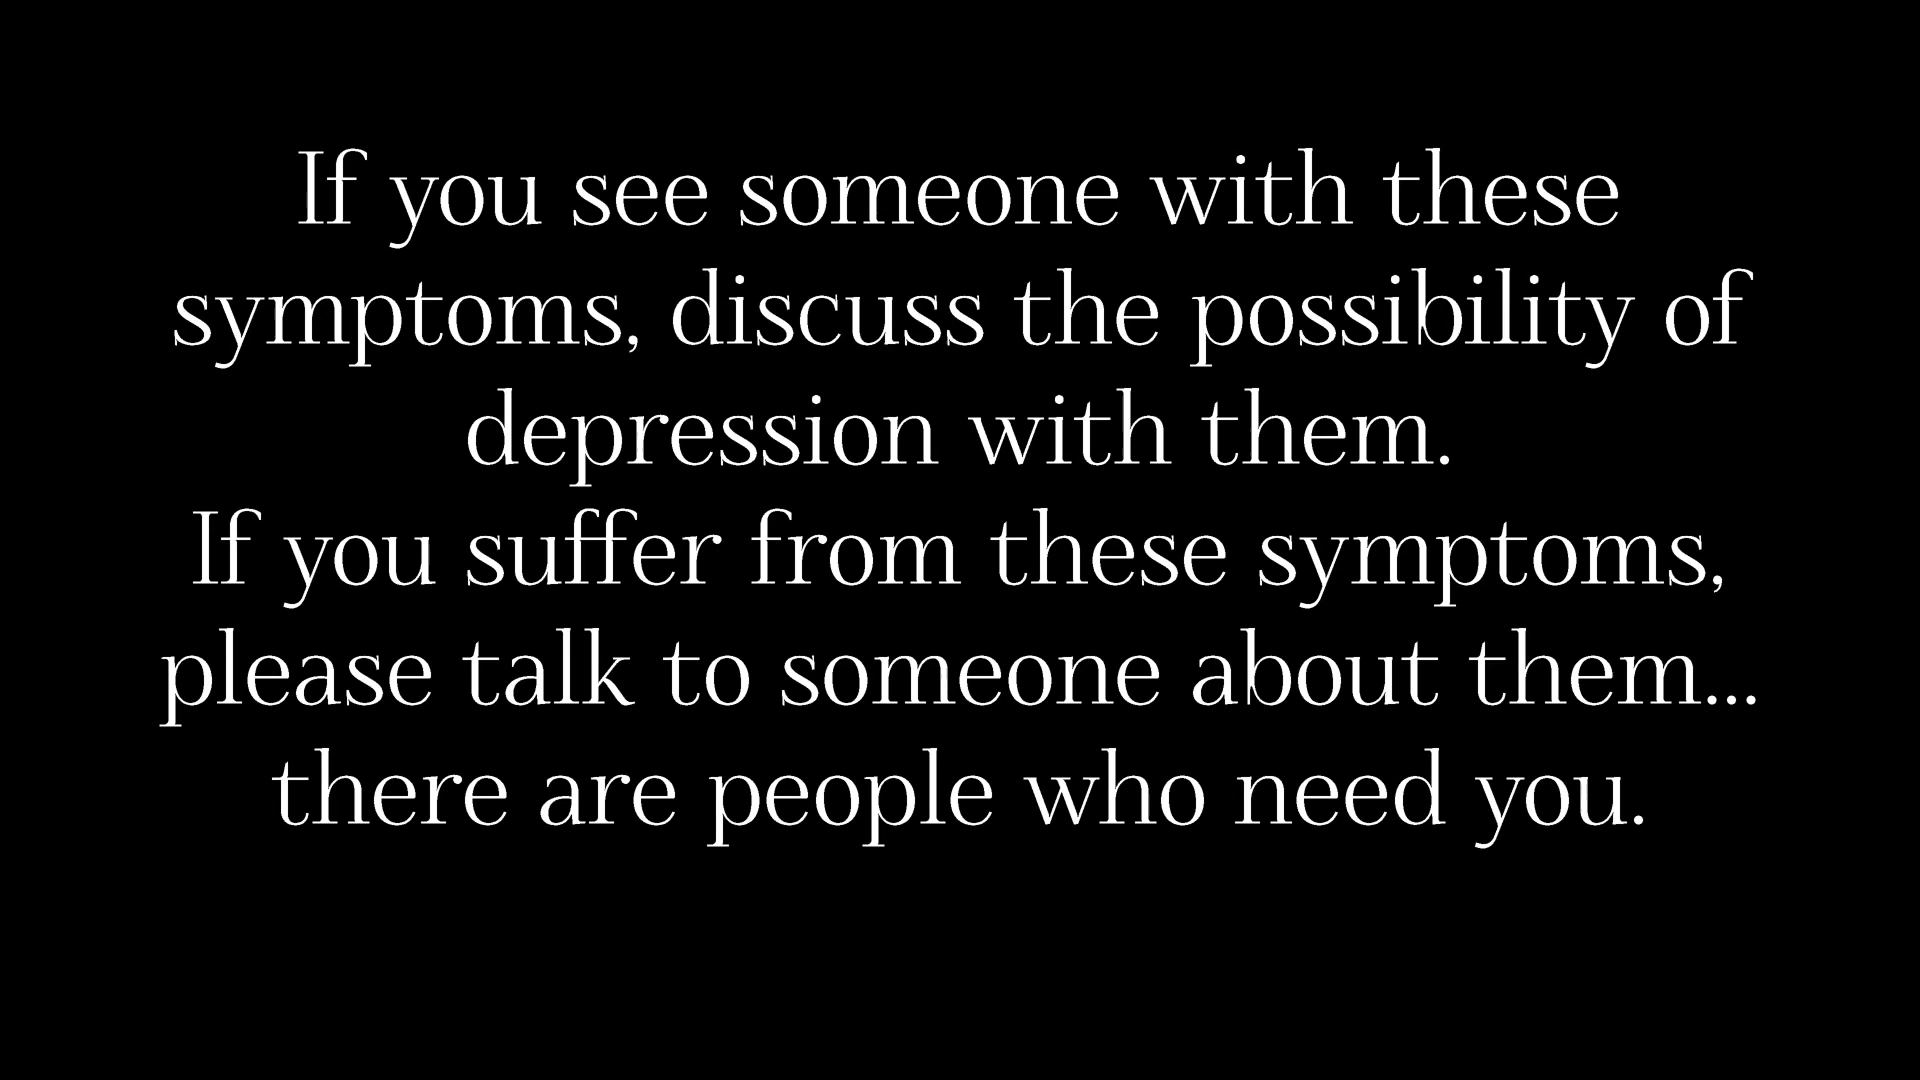 If you see someone with these
symptoms, discuss the possibility of
depression with them.
If you suffer from these symptoms,
please talk to someone about them...
there are people who need you.